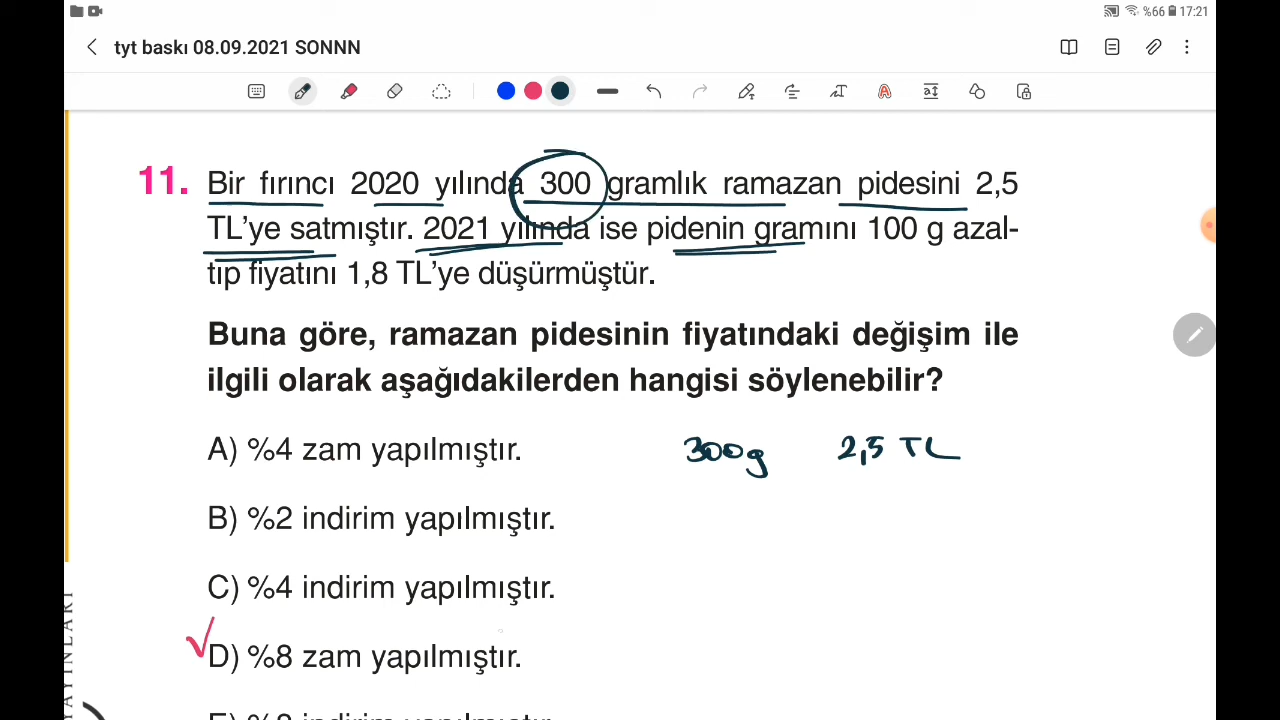 %66 17:21
tyt baskı 08.09.2021 SONNN
11. Bir fırıncı 2020 yılında 300 gramlık ramazan pidesini 2,5
TL'ye satmıştır. 2021 yılında ise pidenin gramını 100 g azal-
tıp fiyatını 1,8 TL'ye düşürmüştür.
Buna göre, ramazan pidesinin fiyatındaki değişim ile
ilgili olarak aşağıdakilerden hangisi söylenebilir?
A) %4 zam yapılmıştır.
300g 2,5 TL
B) %2 indirim yapılmıştır.
C) %4 indirim yapılmıştır.
D) %8 zam yapılmıştır.
YAYINLARI